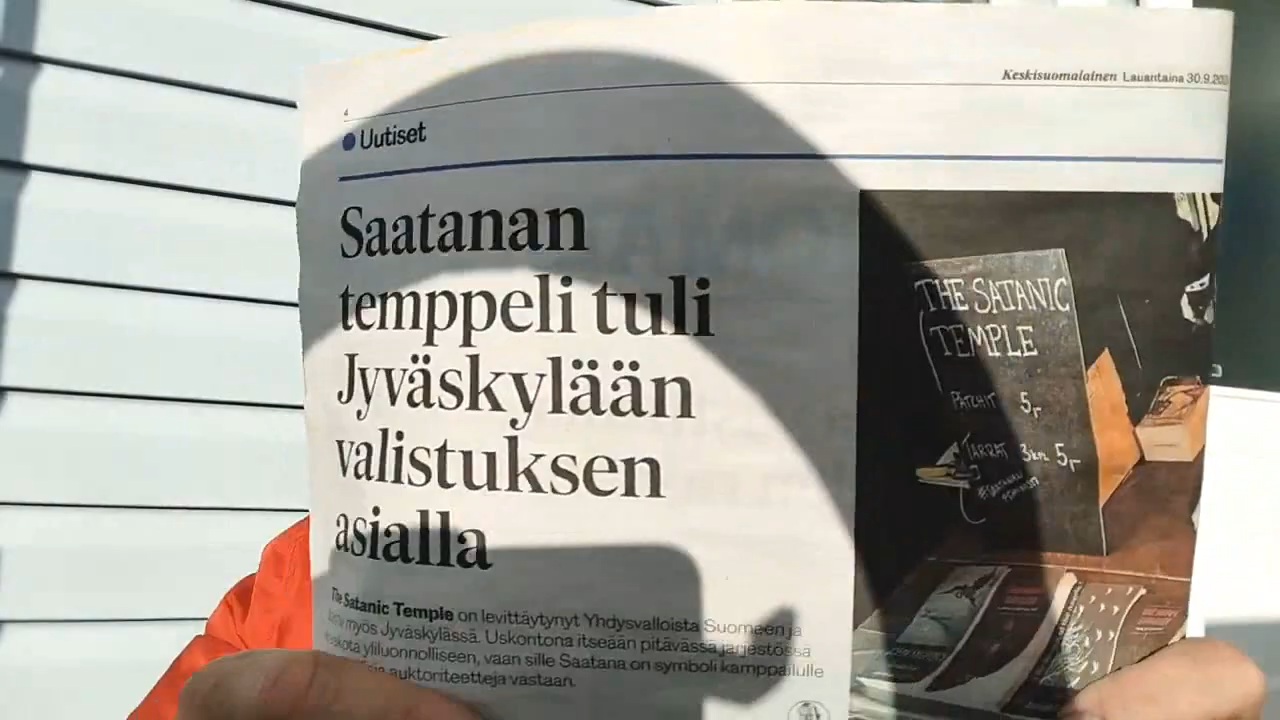 Keskisuomalainen Lauantaina 30.9.202
4
Uutiset
Saatanan
temppeli tuli
Jyväskylään
valistuksen
asialla
The Satanic Temple on levittäytynyt Yhdysvalloista Suomeen ja
myös Jyväskylässä. Uskontona itseään pitävässä järjestössä
yliluonnolliseen, vaan sille Saatana on symboli kamppailulle
auktoriteetteja vastaan.
THE SATANIC
TEMPLE
PATCHIT 5,-
TARRAT 3kpl 5,-